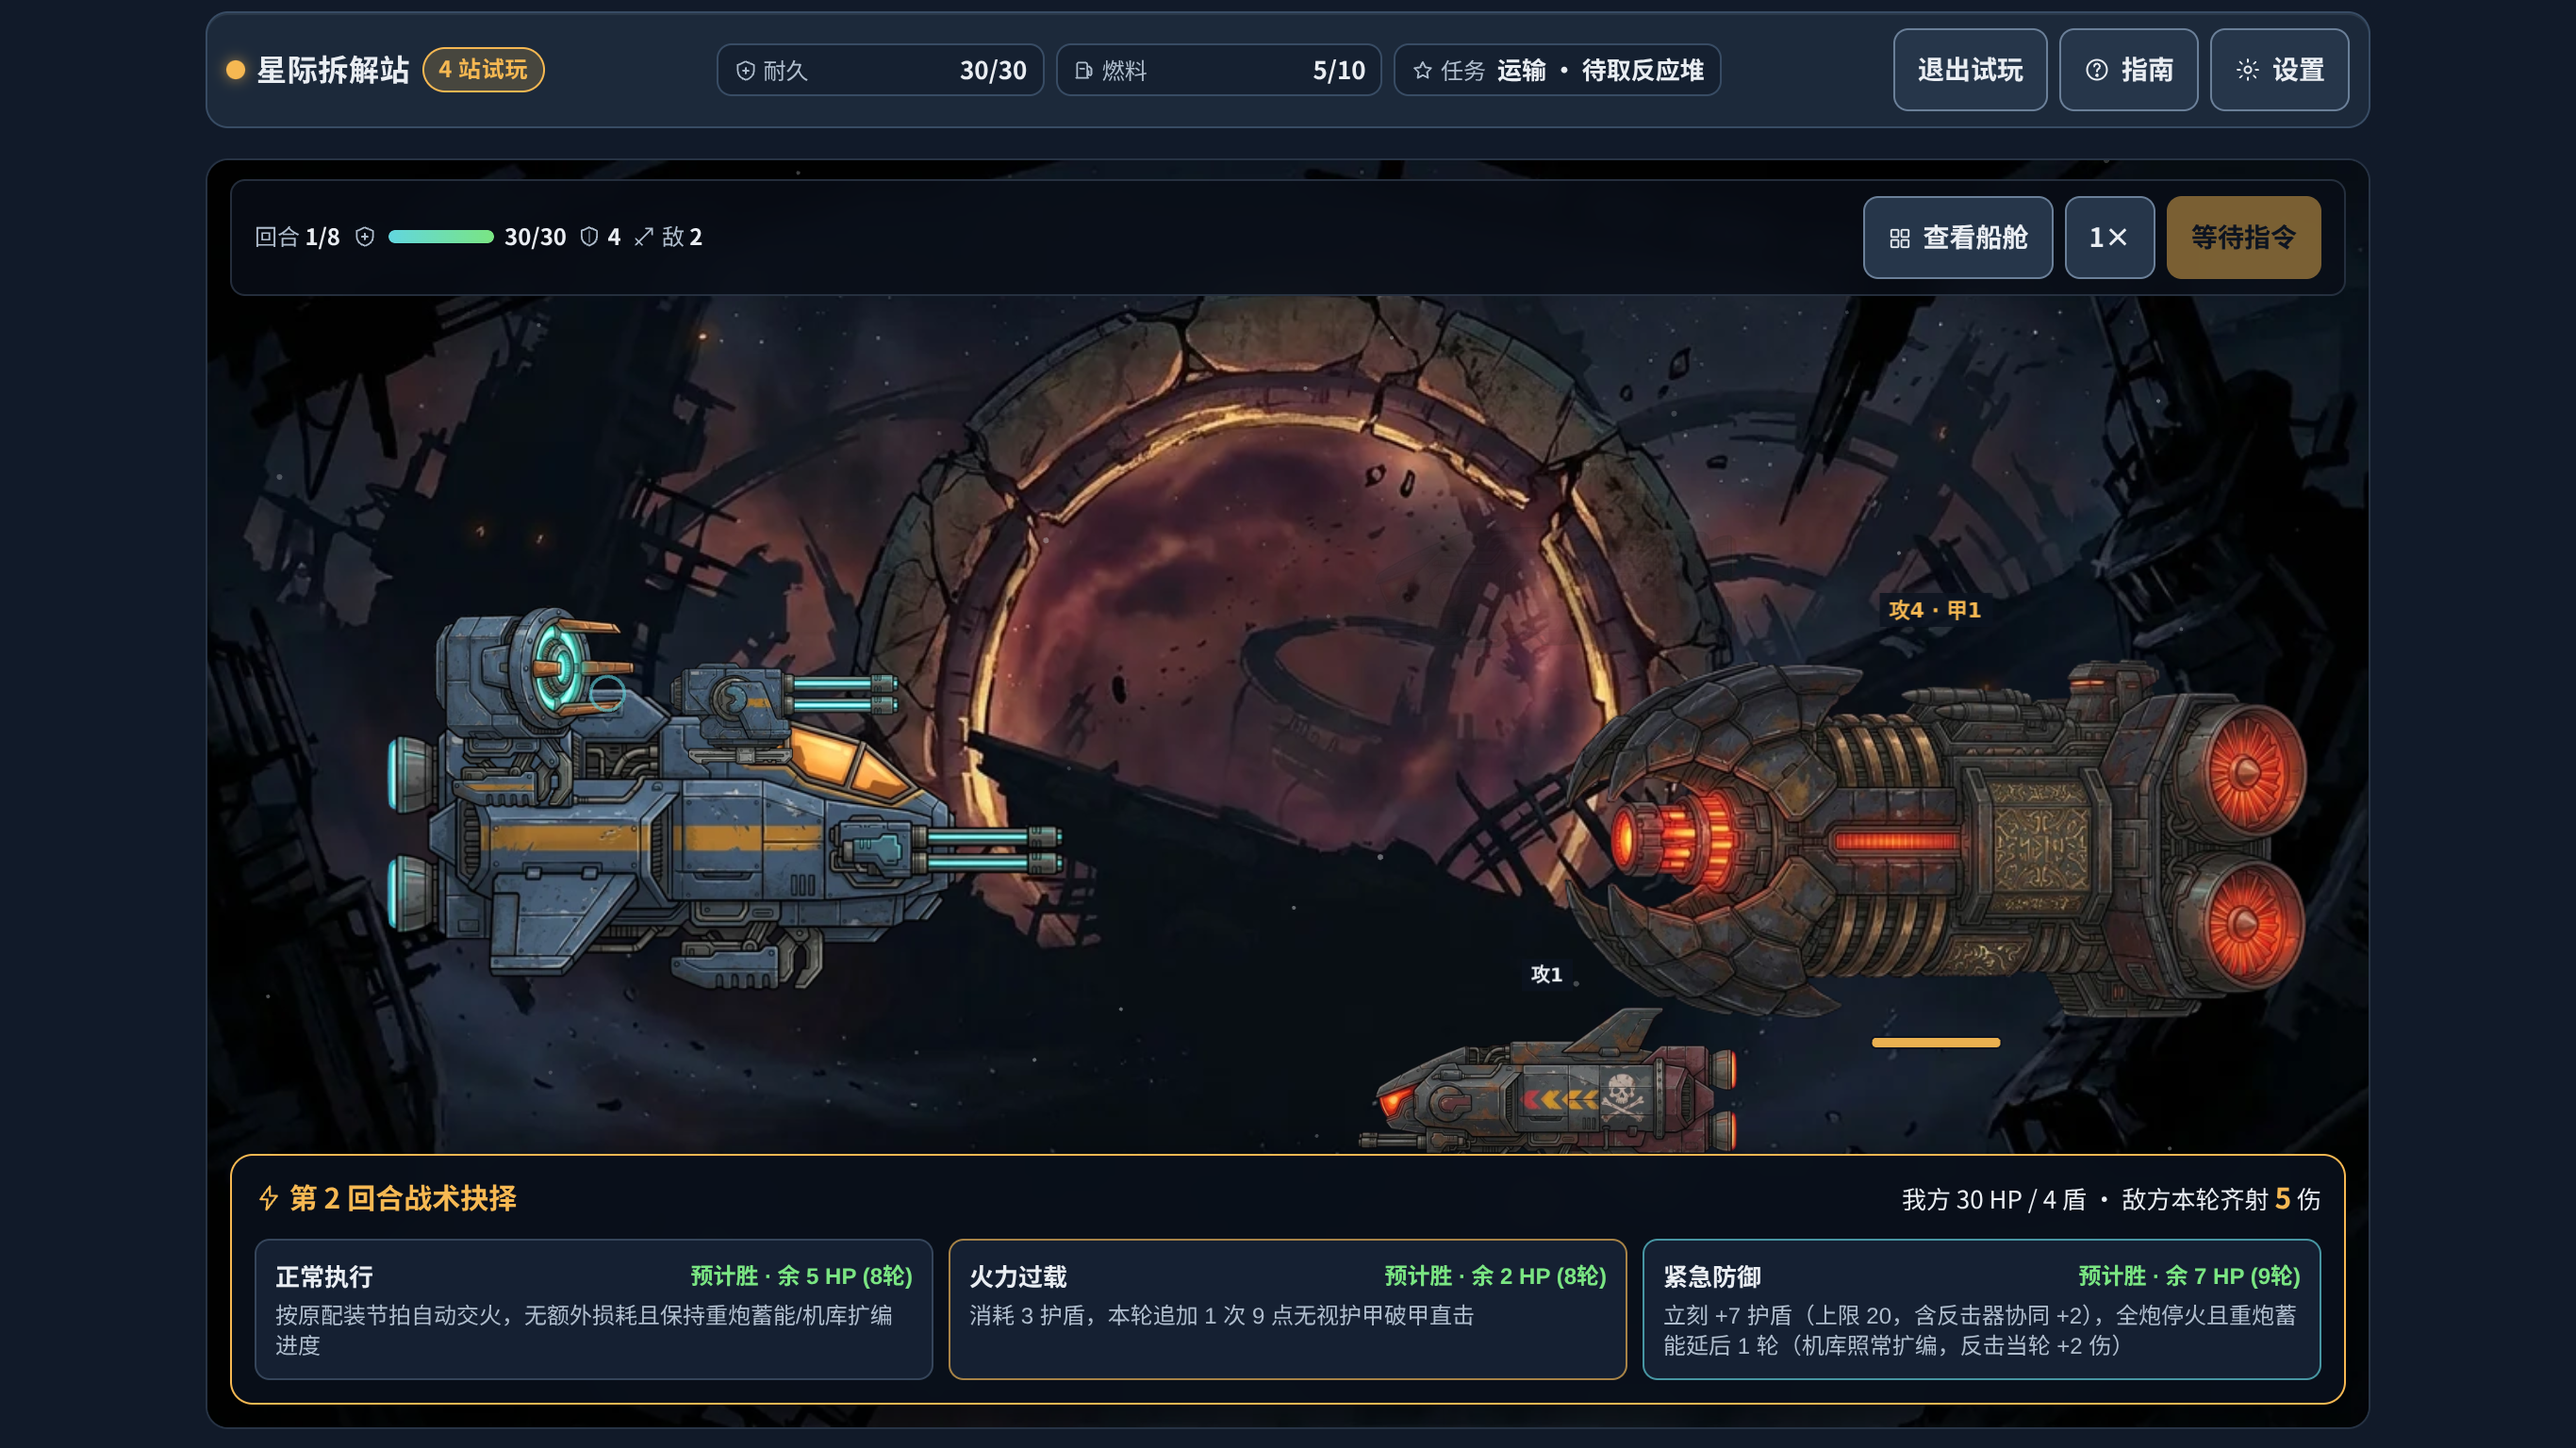 星际拆解站
4 站试玩
耐久 30/30
燃料 5/10
任务 运输 • 待取反应堆
退出试玩
指南
设置
回合 1/8 30/30 4 敌 2
查看船舱
1×
等待指令
攻4 · 甲1
攻1
第 2 回合战术抉择
我方 30 HP / 4 盾 • 敌方本轮齐射 5 伤
正常执行
预计胜 · 余 5 HP (8轮)
按原配装节拍自动交火，无额外损耗且保持重炮蓄能/机库扩编
进度
火力过载
预计胜 · 余 2 HP (8轮)
消耗 3 护盾，本轮追加 1 次 9 点无视护甲破甲直击
紧急防御
预计胜 · 余 7 HP (9轮)
立刻 +7 护盾（上限 20，含反击器协同 +2），全炮停火且重炮蓄
能延后 1 轮（机库照常扩编，反击当轮 +2 伤）